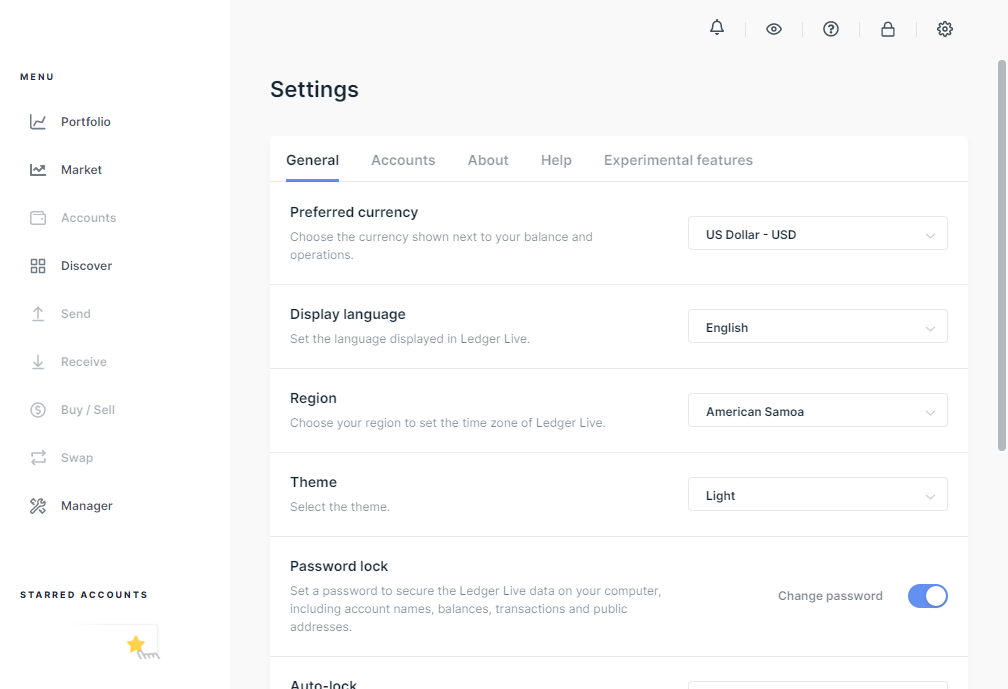 MENU
Portfolio
Market
Accounts
Discover
Send
Receive
Buy / Sell
Swap
Manager
STARRED ACCOUNTS
Settings
General
Accounts
About
Help
Experimental features
Preferred currency
Choose the currency shown next to your balance and
operations.
US Dollar - USD
Display language
Set the language displayed in Ledger Live.
English
Region
Choose your region to set the time zone of Ledger Live.
American Samoa
Theme
Select the theme.
Light
Password lock
Set a password to secure the Ledger Live data on your computer,
including account names, balances, transactions and public
addresses.
Change password
Auto-lock